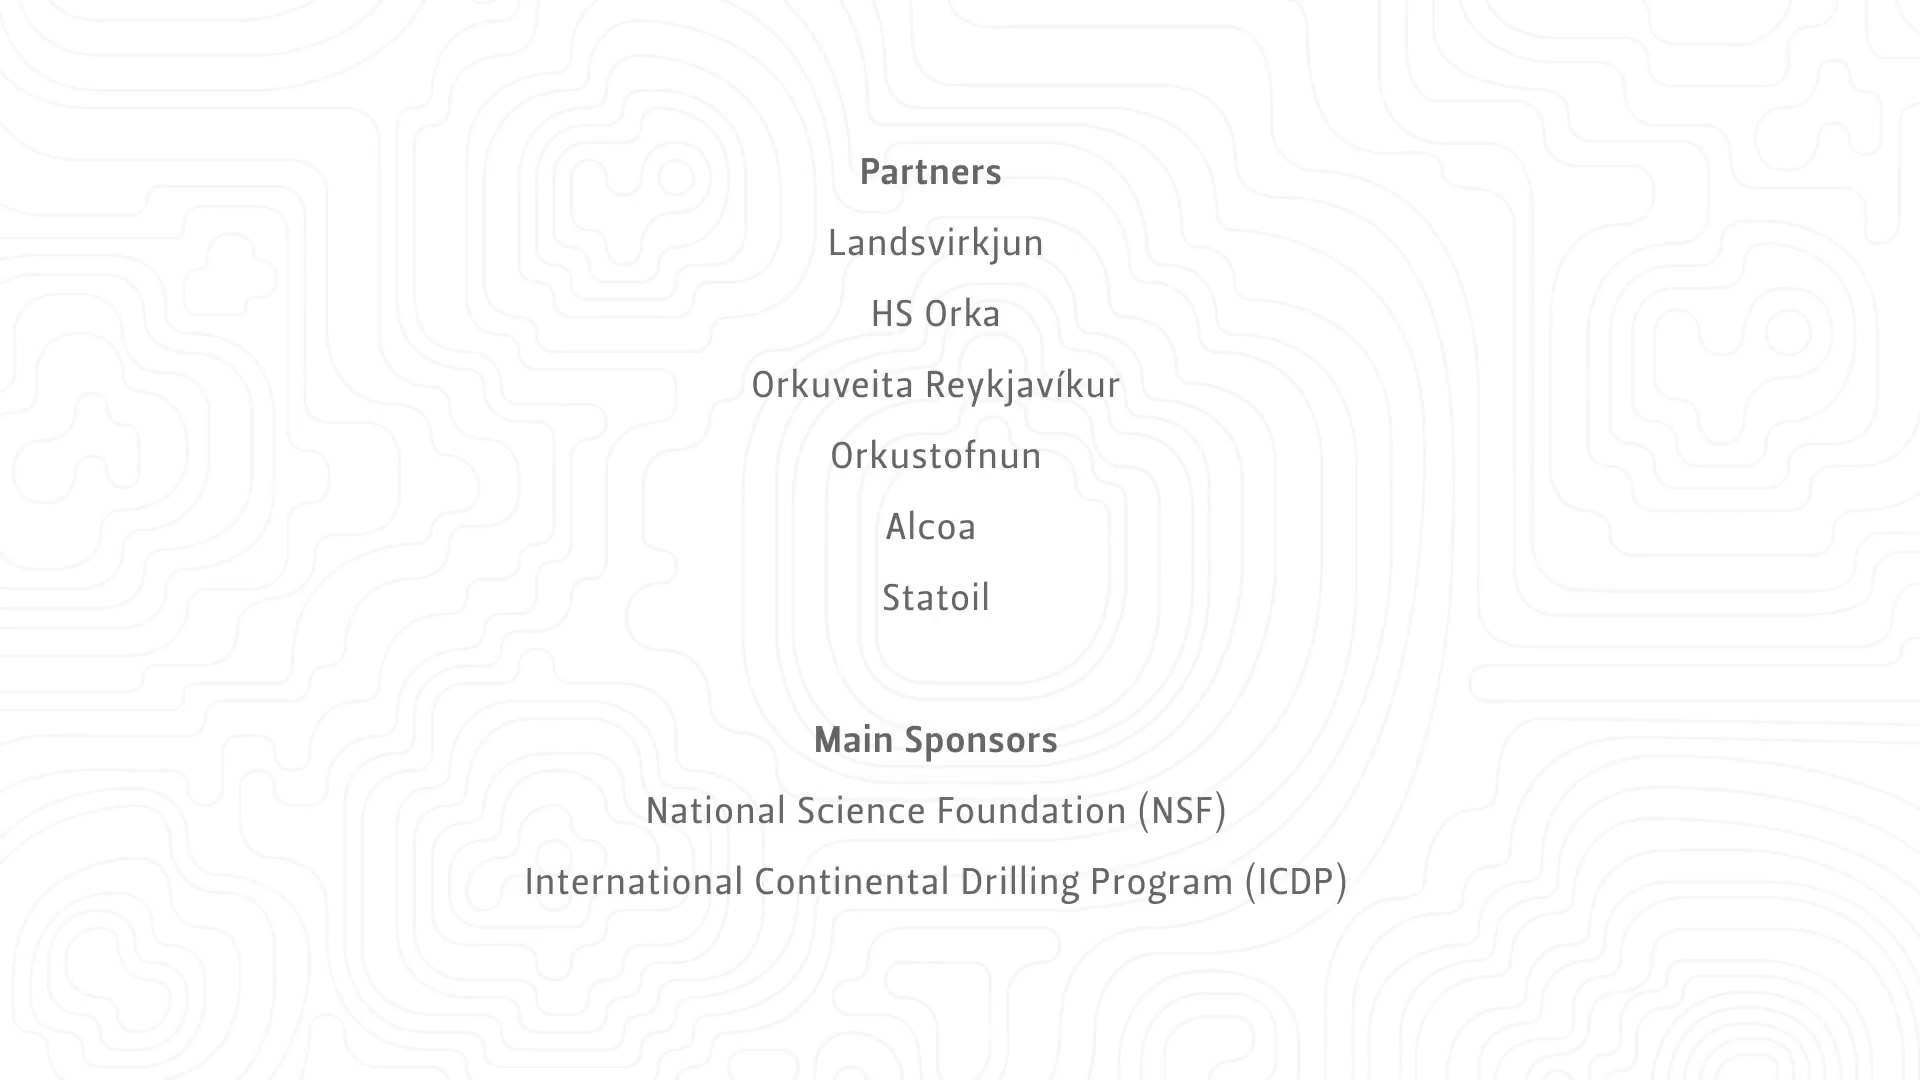 Partners
Landsvirkjun
HS Orka
Orkuveita Reykjavíkur
Orkustofnun
Alcoa
Statoil
Main Sponsors
National Science Foundation (NSF)
International Continental Drilling Program (ICDP)